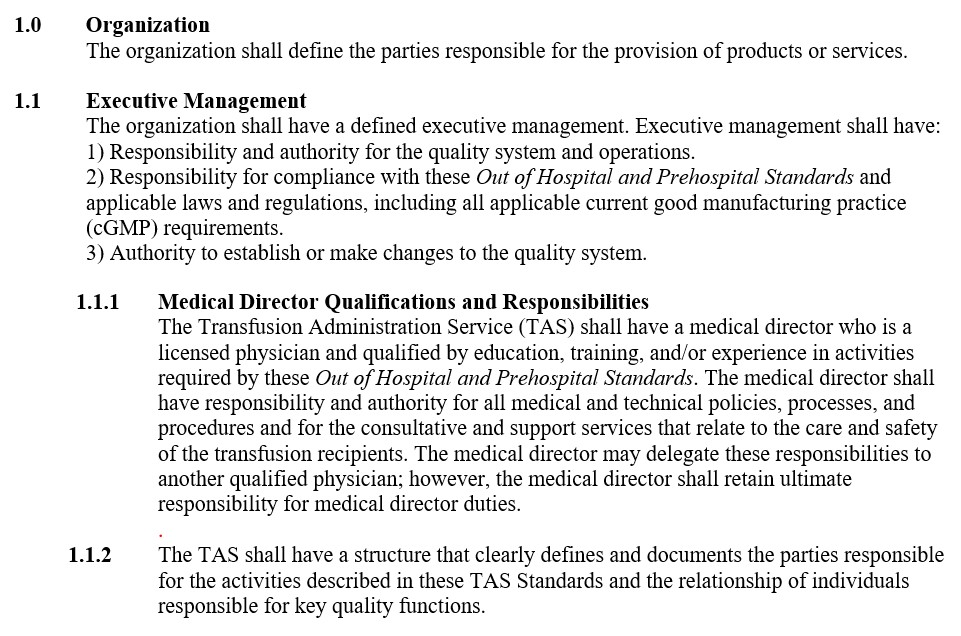 1.0 Organization
The organization shall define the parties responsible for the provision of products or services.
1.1 Executive Management
The organization shall have a defined executive management. Executive management shall have:
1) Responsibility and authority for the quality system and operations.
2) Responsibility for compliance with these Out of Hospital and Prehospital Standards and
applicable laws and regulations, including all applicable current good manufacturing practice
(cGMP) requirements.
3) Authority to establish or make changes to the quality system.
1.1.1 Medical Director Qualifications and Responsibilities
The Transfusion Administration Service (TAS) shall have a medical director who is a
licensed physician and qualified by education, training, and/or experience in activities
required by these Out of Hospital and Prehospital Standards. The medical director shall
have responsibility and authority for all medical and technical policies, processes, and
procedures and for the consultative and support services that relate to the care and safety
of the transfusion recipients. The medical director may delegate these responsibilities to
another qualified physician; however, the medical director shall retain ultimate
responsibility for medical director duties.
.
1.1.2 The TAS shall have a structure that clearly defines and documents the parties responsible
for the activities described in these TAS Standards and the relationship of individuals
responsible for key quality functions.